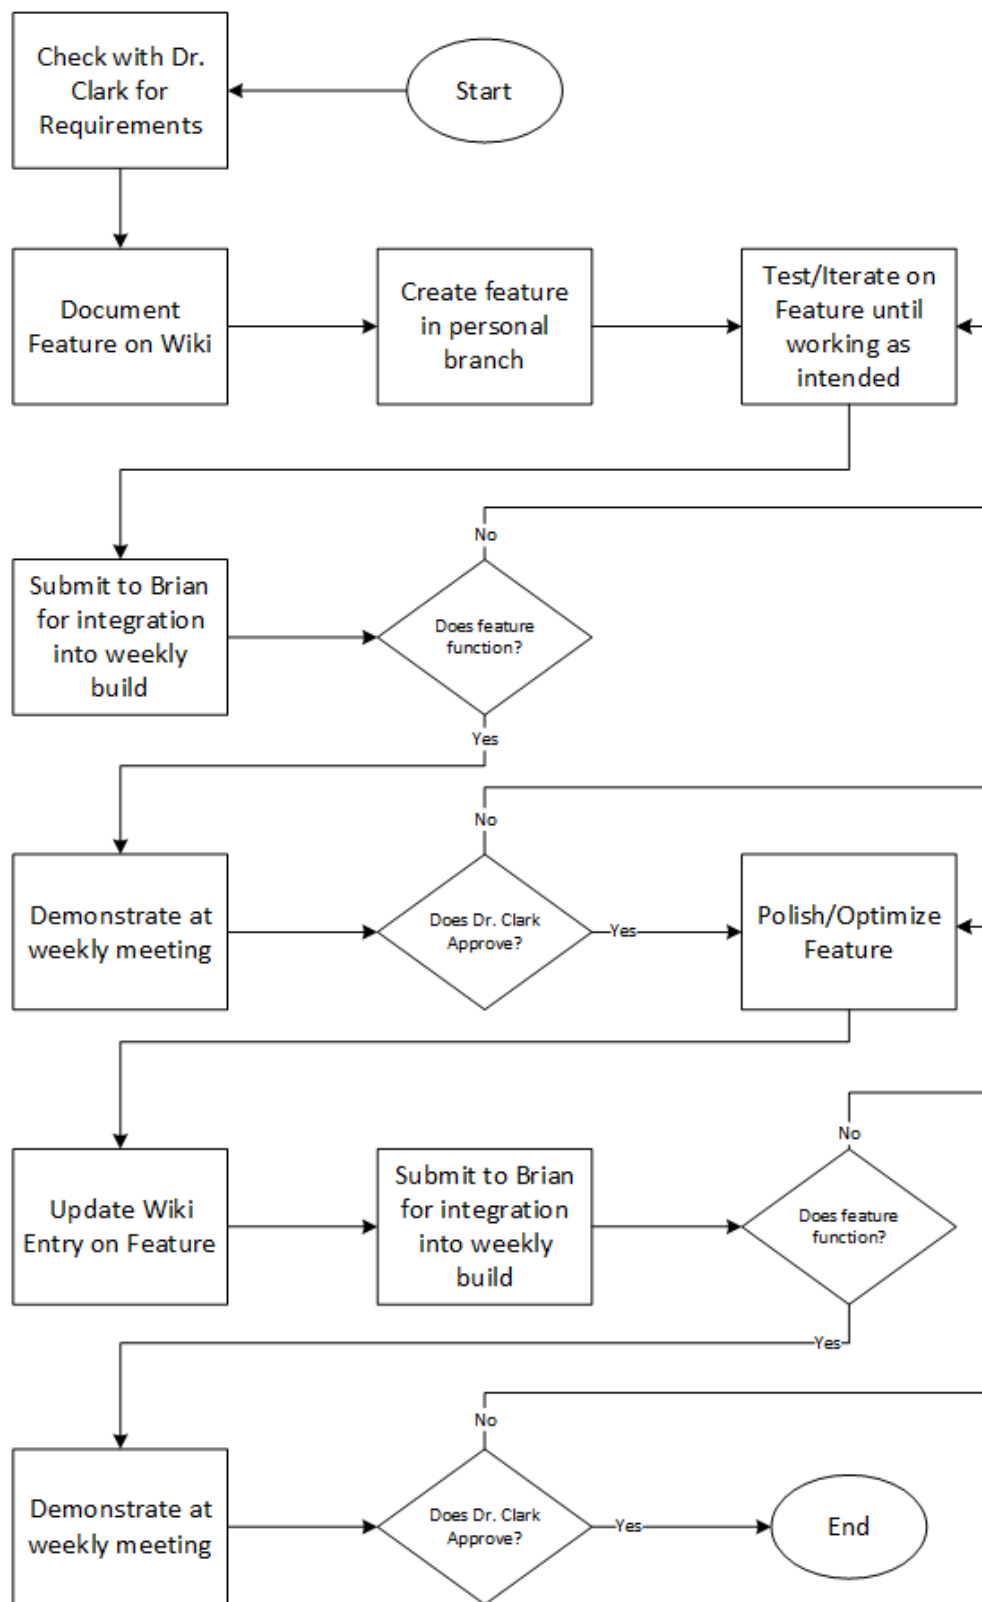 Check with Dr.
Clark for
Requirements
Start
Document
Feature on Wiki
Create feature
in personal
branch
Test/Iterate on
Feature until
working as
intended
Submit to Brian
for integration
into weekly
build
No
Does feature
function?
Yes
Demonstrate at
weekly meeting
No
Does Dr. Clark
Approve?
Yes
Polish/Optimize
Feature
Update Wiki
Entry on Feature
Submit to Brian
for integration
into weekly
build
No
Does feature
function?
Yes
Demonstrate at
weekly meeting
No
Does Dr. Clark
Approve?
Yes
End